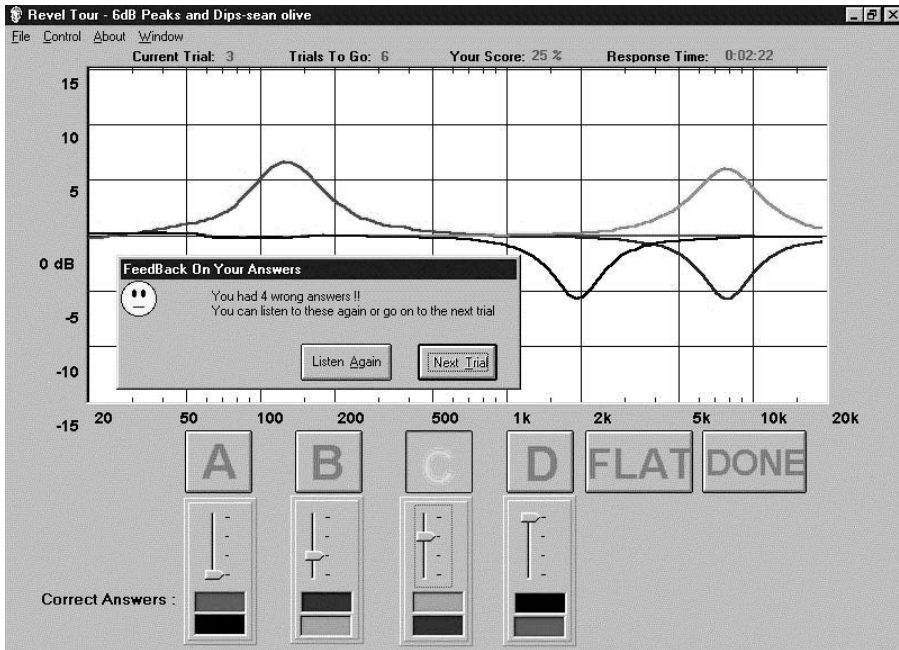 Revel Tour - 6dB Peaks and Dips-sean olive
File Control About Window
Current Trial: 3 Trials To Go: 6 Your Score: 25 % Response Time: 0:02:22
15
10
5
0 dB
-5
-10
-15
FeedBack On Your Answers
You had 4 wrong answers !!
You can listen to these again or go on to the next trial
Listen Again Next Trial
20 50 100 200 500 1k 2k 5k 10k 20k
A B C D FLAT DONE
Correct Answers :